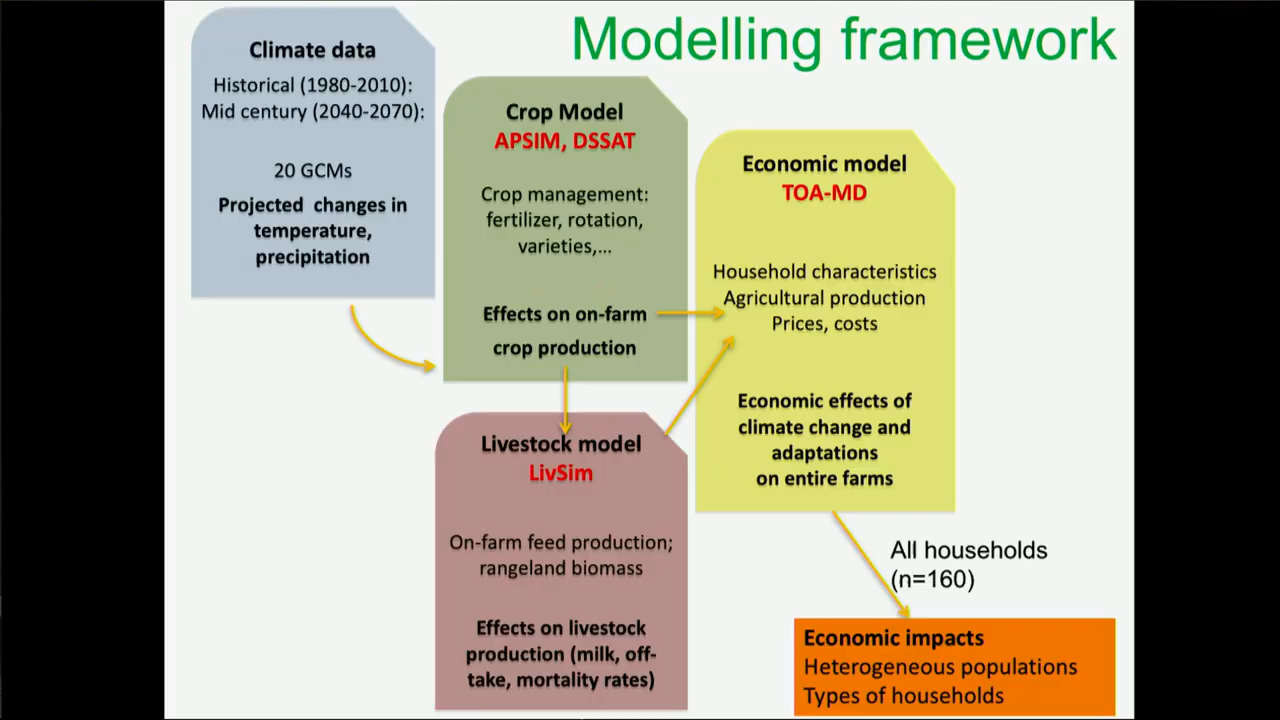 Modelling framework
Climate data
Historical (1980-2010):
Mid century (2040-2070):
20 GCMs
Projected changes in
temperature,
precipitation
Crop Model
APSIM, DSSAT
Crop management:
fertilizer, rotation,
varieties,...
Effects on on-farm
crop production
Livestock model
LivSim
On-farm feed production;
rangeland biomass
Effects on livestock
production (milk, off-
take, mortality rates)
Economic model
TOA-MD
Household characteristics
Agricultural production
Prices, costs
Economic effects of
climate change and
adaptations
on entire farms
All households
(n=160)
Economic impacts
Heterogeneous populations
Types of households